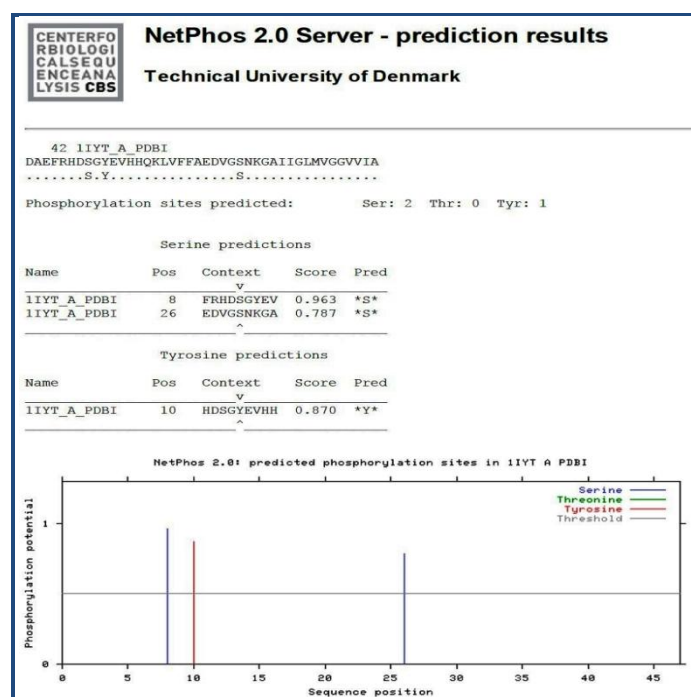 CENTERFO
RBIOLOGI
CALSEQU
ENCEANA
LYSIS CBS
NetPhos 2.0 Server - prediction results
Technical University of Denmark
42 1IYT_A_PDBI
DAEFRHDSGYEVHHQKLVFFAEDVGSNKGAIIGLMVGGVVIA
.......S.Y...............S................
Phosphorylation sites predicted: Ser: 2 Thr: 0 Tyr: 1
Serine predictions
Name Pos Context Score Pred
v
1IYT_A_PDBI 8 FRHDSGYEV 0.963 *S*
1IYT_A_PDBI 26 EDVGSNKGA 0.787 *S*
^
Tyrosine predictions
Name Pos Context Score Pred
v
1IYT_A_PDBI 10 HDSGYEVHH 0.870 *Y*
^
NetPhos 2.0: predicted phosphorylation sites in 1IYT A PDBI
Serine
Threonine
Tyrosine
Threshold
Phosphorylation potential
1
0
0 5 10 15 20 25 30 35 40 45
Sequence position